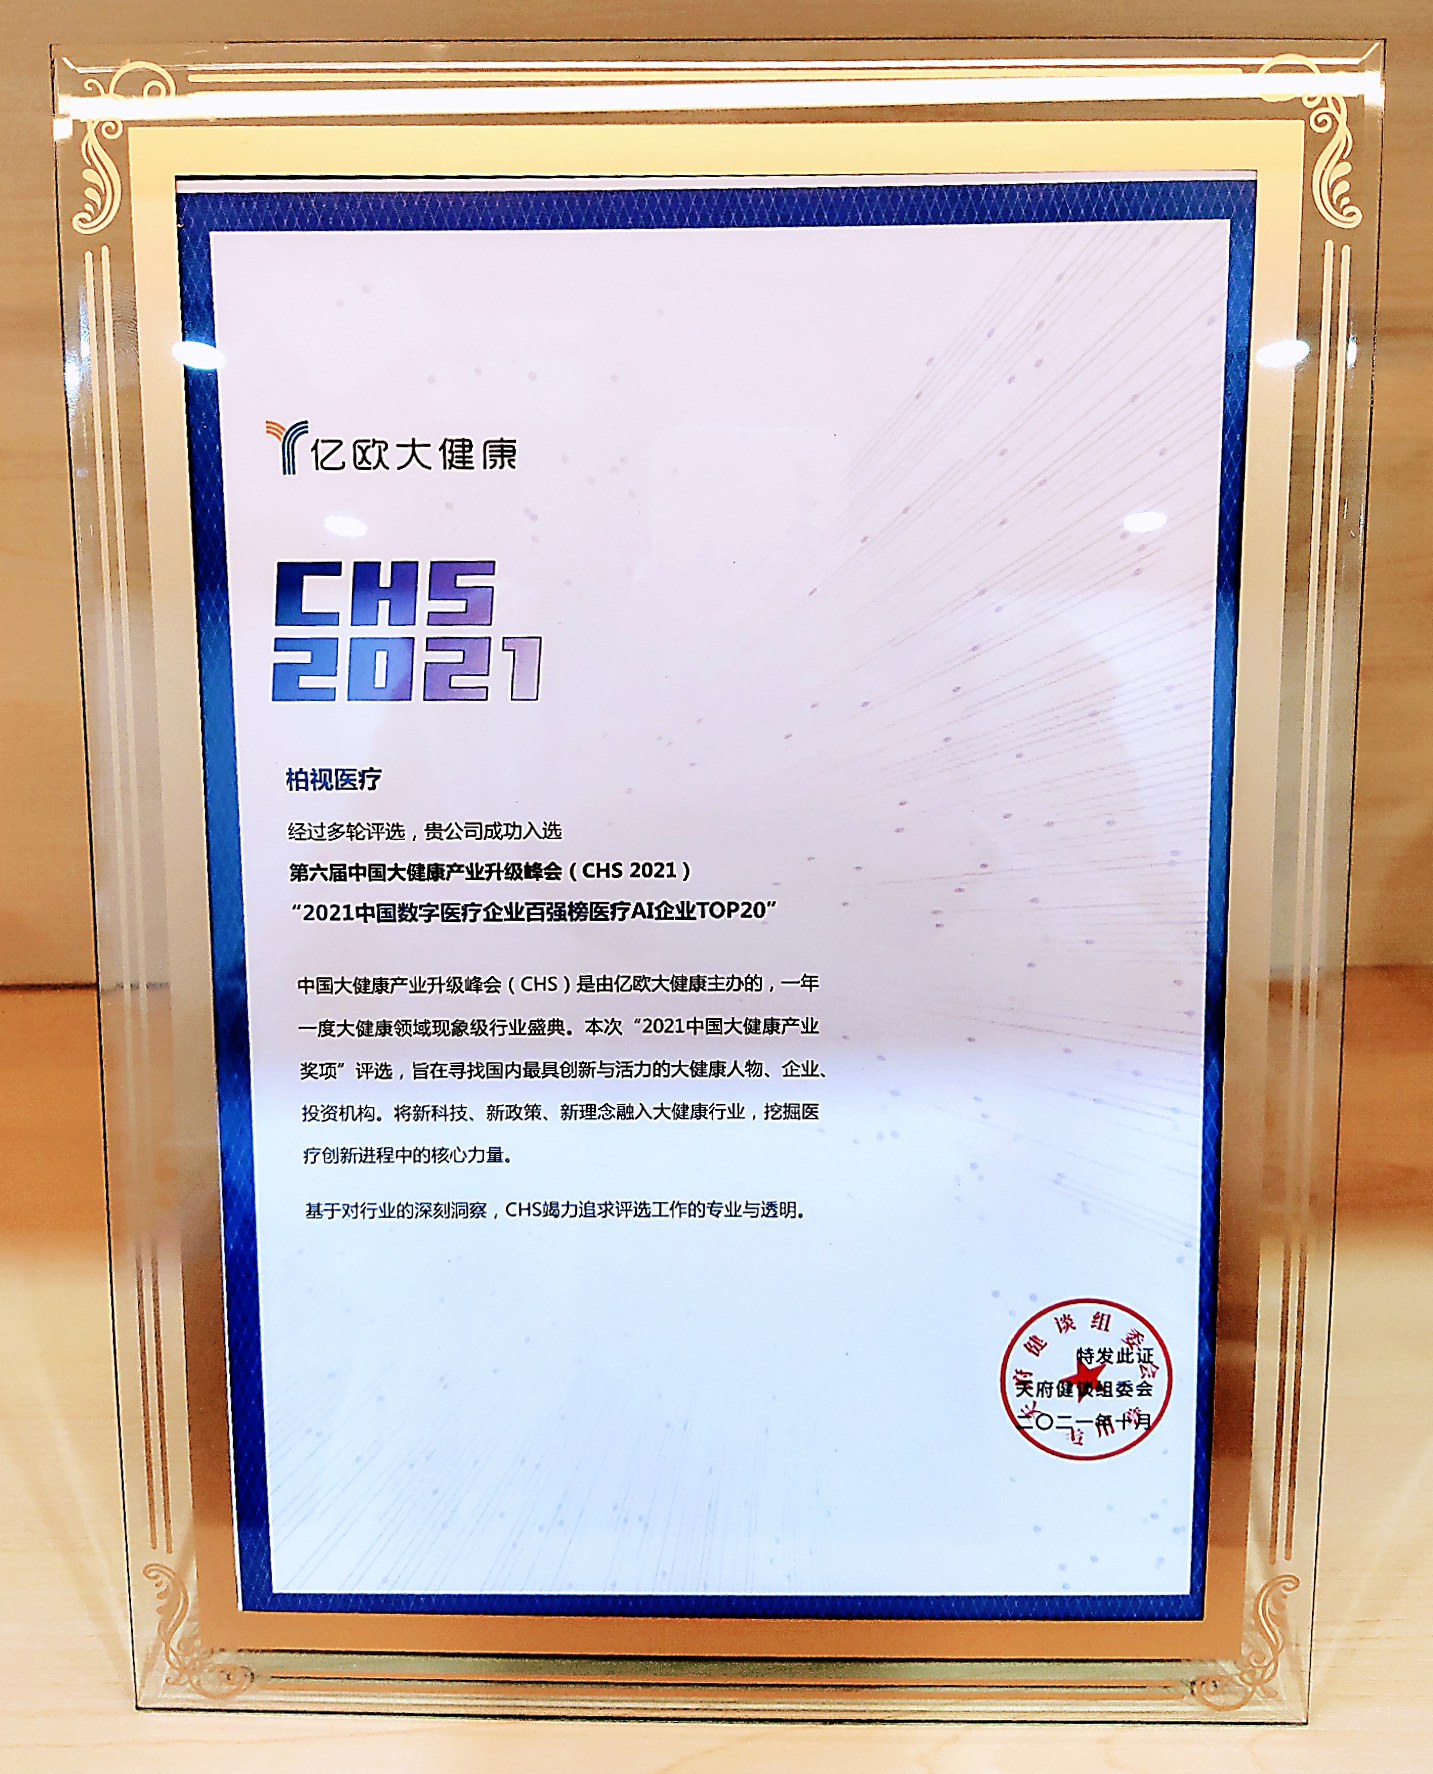 亿欧大健康
CHS
2021
柏视医疗
经过多轮评选，贵公司成功入选
第六届中国大健康产业升级峰会（CHS 2021）
“2021中国数字医疗企业百强榜医疗AI企业TOP20”
中国大健康产业升级峰会（CHS）是由亿欧大健康主办的，一年
一度大健康领域现象级行业盛典。本次“2021中国大健康产业
奖项”评选，旨在寻找国内最具创新与活力的大健康人物、企业、
投资机构。将新科技、新政策、新理念融入大健康行业，挖掘医
疗创新进程中的核心力量。
基于对行业的深刻洞察，CHS竭力追求评选工作的专业与透明。
天府健谈组委会
特发此证
天府健谈组委会
二〇二一年十月
专用章